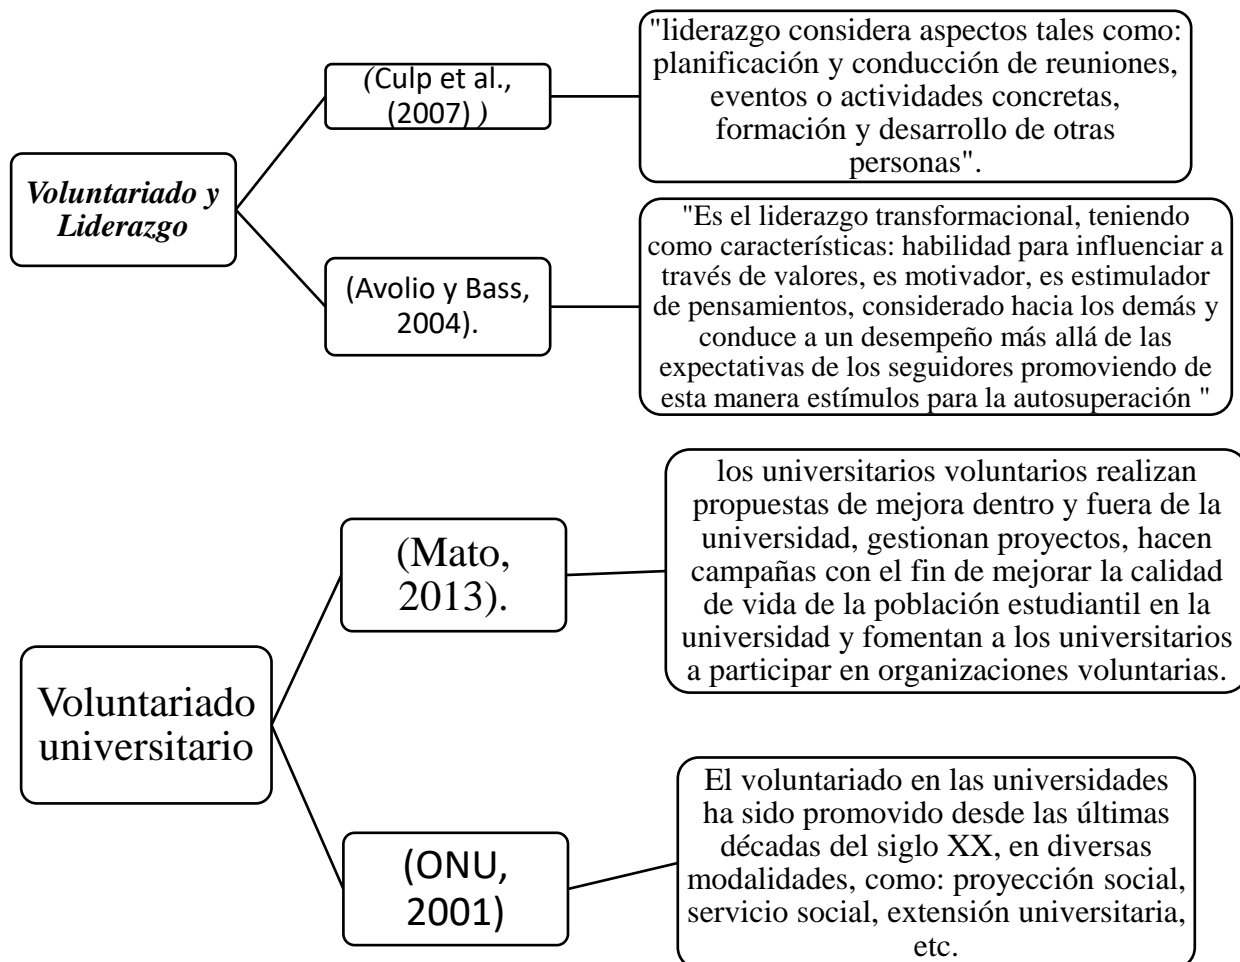 Voluntariado y
Liderazgo
(Culp et al.,
(2007) )
"liderazgo considera aspectos tales como:
planificación y conducción de reuniones,
eventos o actividades concretas,
formación y desarrollo de otras
personas".
(Avolio y Bass,
2004).
"Es el liderazgo transformacional, teniendo
como características: habilidad para influenciar a
través de valores, es motivador, es estimulador
de pensamientos, considerado hacia los demás y
conduce a un desempeño más allá de las
expectativas de los seguidores promoviendo de
esta manera estímulos para la autosuperación "
Voluntariado
universitario
(Mato,
2013).
los universitarios voluntarios realizan
propuestas de mejora dentro y fuera de la
universidad, gestionan proyectos, hacen
campañas con el fin de mejorar la calidad
de vida de la población estudiantil en la
universidad y fomentan a los universitarios
a participar en organizaciones voluntarias.
(ONU,
2001)
El voluntariado en las universidades
ha sido promovido desde las últimas
décadas del siglo XX, en diversas
modalidades, como: proyección social,
servicio social, extensión universitaria,
etc.